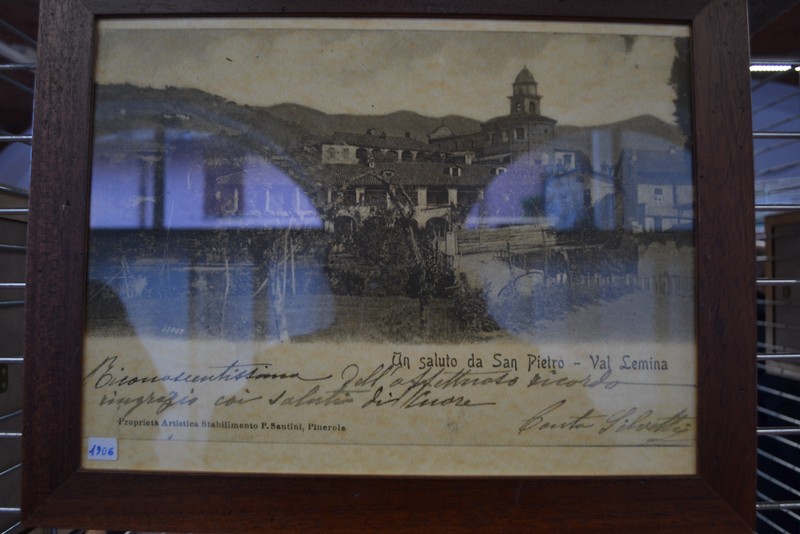 Un saluto da San Pietro - Val Lemina
Riconoscentissima dell'affettuoso ricordo
ringrazio coi saluti di Cuore
Proprietà Artistica Stabilimento P. Santini, Pinerolo
1906